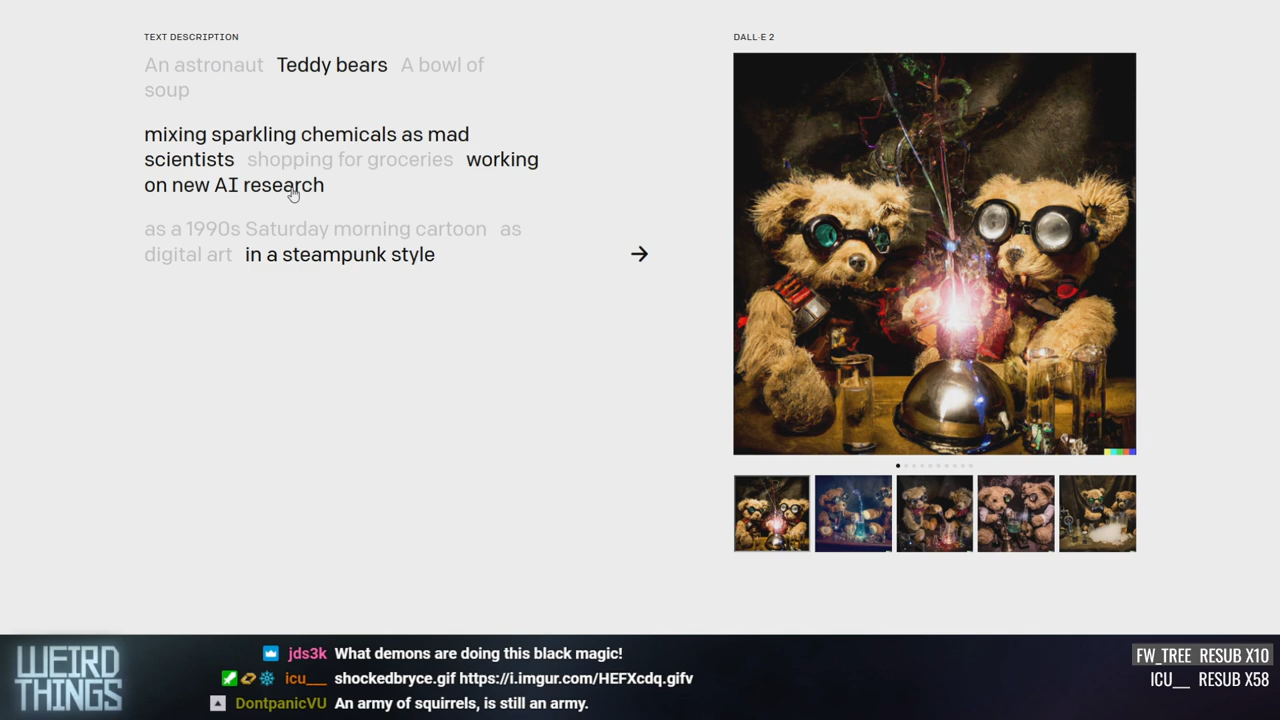 TEXT DESCRIPTION
An astronaut Teddy bears A bowl of
soup
mixing sparkling chemicals as mad
scientists shopping for groceries working
on new AI research
as a 1990s Saturday morning cartoon as
digital art in a steampunk style
DALL·E 2
WEIRD
THINGS
jds3k What demons are doing this black magic!
icu___ shockedbryce.gif https://i.imgur.com/HEFXcdq.gifv
DontpanicVU An army of squirrels, is still an army.
FW_TREE RESUB X10
ICU___ RESUB X58